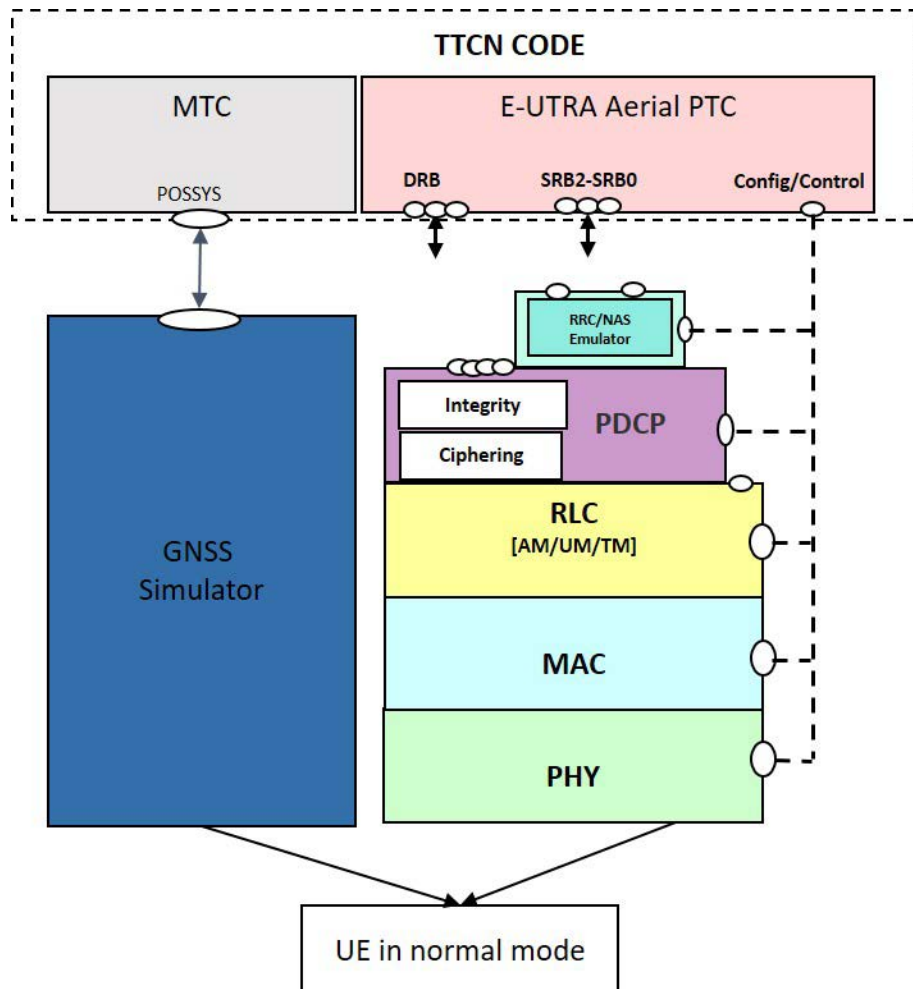 TTCN CODE
MTC
E-UTRA Aerial PTC
POSSYS
DRB
SRB2-SRB0
Config/Control
RRC/NAS
Emulator
Integrity
PDCP
Ciphering
RLC
[AM/UM/TM]
GNSS
Simulator
MAC
PHY
UE in normal mode